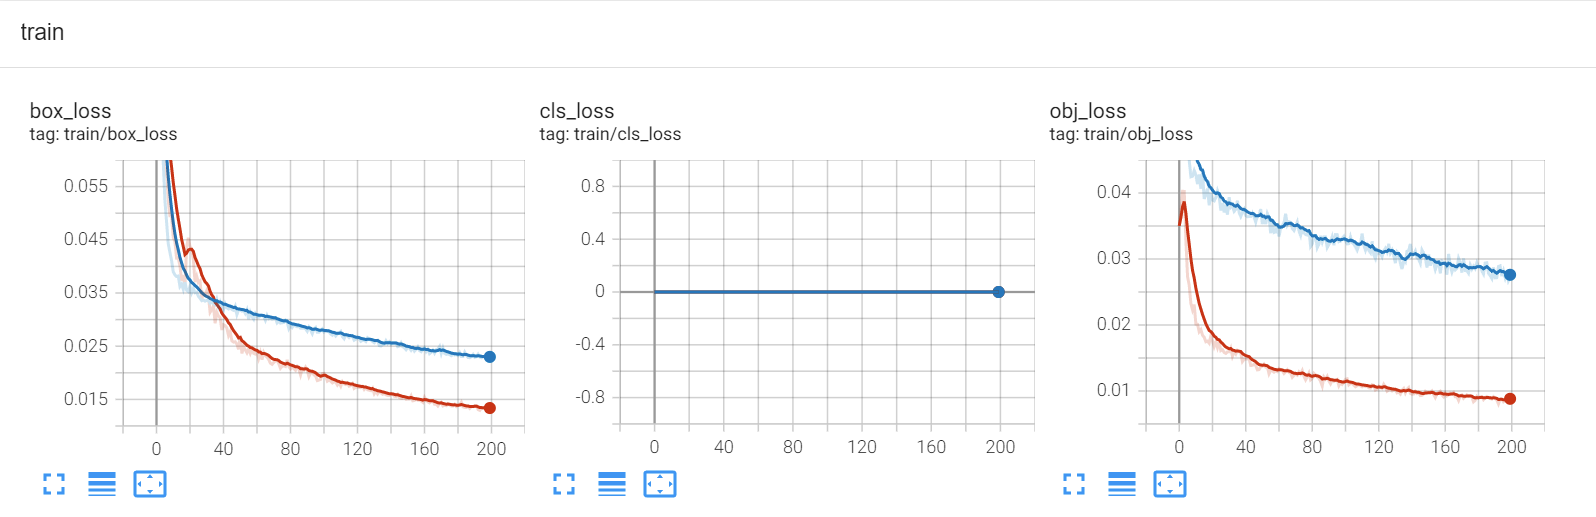 train
box_loss
tag: train/box_loss
0.055
0.045
0.035
0.025
0.015
0 40 80 120 160 200
cls_loss
tag: train/cls_loss
0.8
0.4
0
-0.4
-0.8
0 40 80 120 160 200
obj_loss
tag: train/obj_loss
0.04
0.03
0.02
0.01
0 40 80 120 160 200